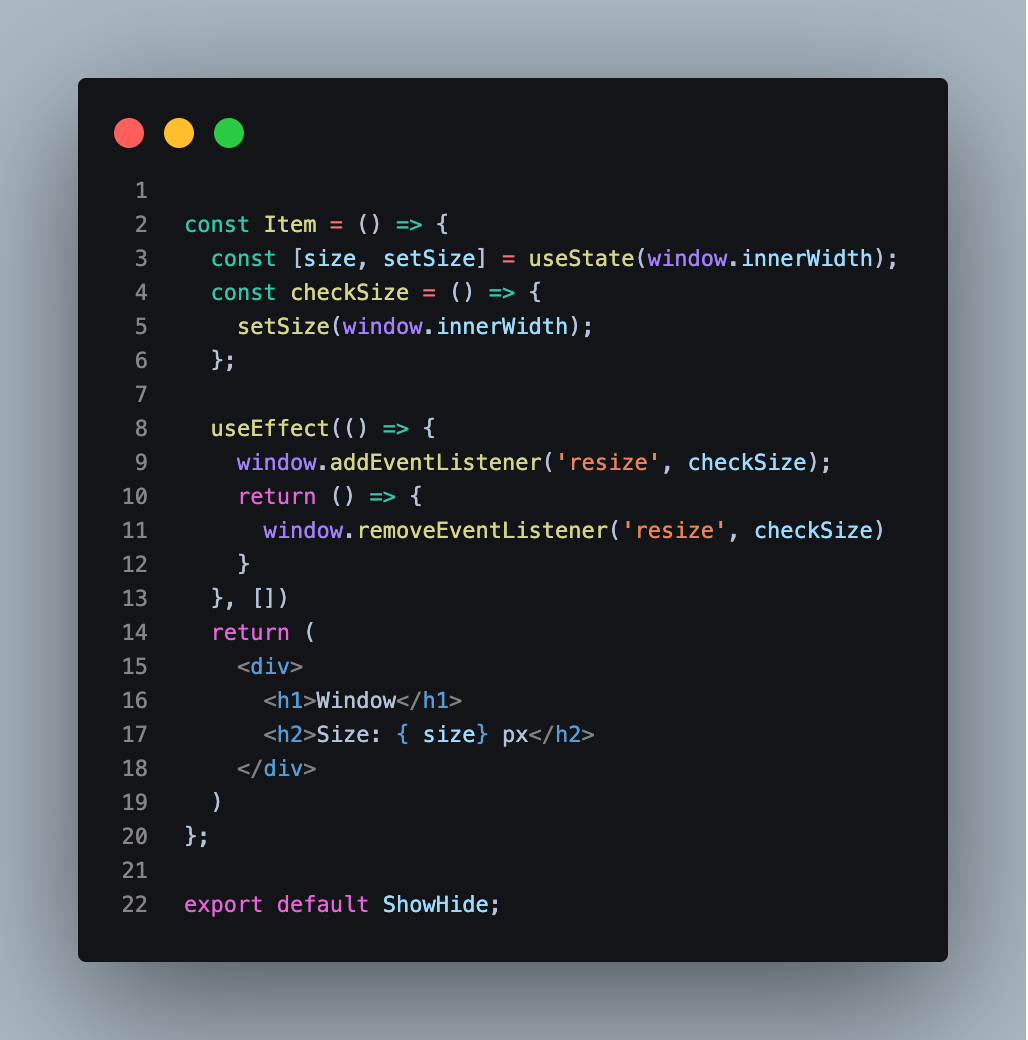 1
2 const Item = () => {
3   const [size, setSize] = useState(window.innerWidth);
4   const checkSize = () => {
5     setSize(window.innerWidth);
6   };
7
8   useEffect(() => {
9     window.addEventListener('resize', checkSize);
10     return () => {
11       window.removeEventListener('resize', checkSize)
12     }
13   }, [])
14   return (
15     <div>
16       <h1>Window</h1>
17       <h2>Size: { size} px</h2>
18     </div>
19   )
20 };
21
22 export default ShowHide;